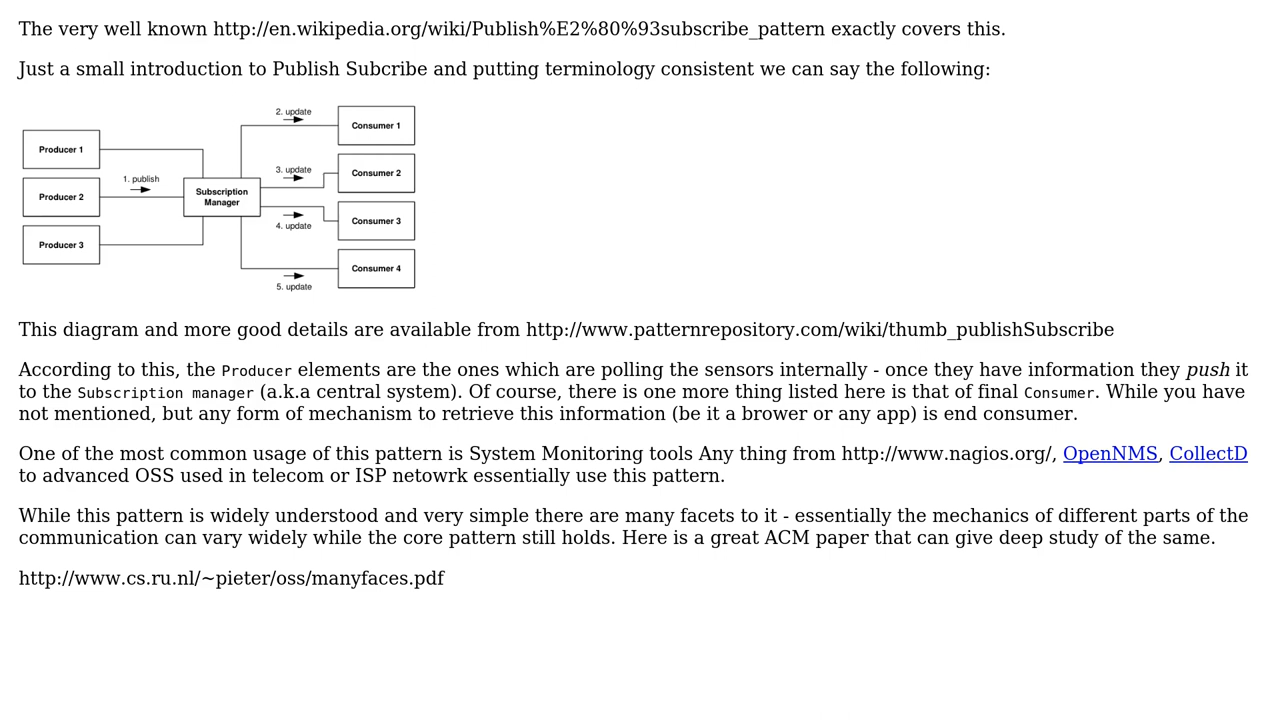 The very well known http://en.wikipedia.org/wiki/Publish%E2%80%93subscribe_pattern exactly covers this.
Just a small introduction to Publish Subcribe and putting terminology consistent we can say the following:
Producer 1
Producer 2
Producer 3
1. publish
Subscription
Manager
2. update
3. update
4. update
5. update
Consumer 1
Consumer 2
Consumer 3
Consumer 4
This diagram and more good details are available from http://www.patternrepository.com/wiki/thumb_publishSubscribe
According to this, the Producer elements are the ones which are polling the sensors internally - once they have information they push it
to the Subscription manager (a.k.a central system). Of course, there is one more thing listed here is that of final Consumer. While you have
not mentioned, but any form of mechanism to retrieve this information (be it a brower or any app) is end consumer.
One of the most common usage of this pattern is System Monitoring tools Any thing from http://www.nagios.org/, OpenNMS, CollectD
to advanced OSS used in telecom or ISP netowrk essentially use this pattern.
While this pattern is widely understood and very simple there are many facets to it - essentially the mechanics of different parts of the
communication can vary widely while the core pattern still holds. Here is a great ACM paper that can give deep study of the same.
http://www.cs.ru.nl/~pieter/oss/manyfaces.pdf